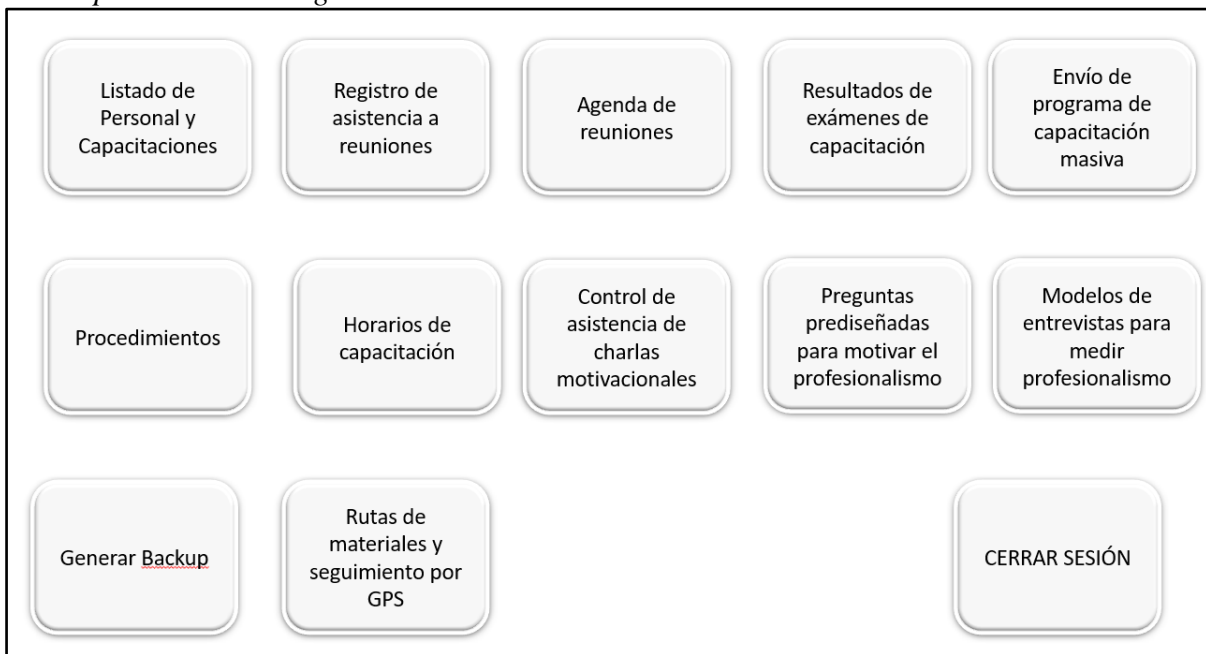 Listado de
Personal y
Capacitaciones
Registro de
asistencia a
reuniones
Agenda de
reuniones
Resultados de
exámenes de
capacitación
Envío de
programa de
capacitación
masiva
Procedimientos
Horarios de
capacitación
Control de
asistencia de
charlas
motivacionales
Preguntas
prediseñadas
para motivar el
profesionalismo
Modelos de
entrevistas para
medir
profesionalismo
Generar Backup
Rutas de
materiales y
seguimiento por
GPS
CERRAR SESIÓN